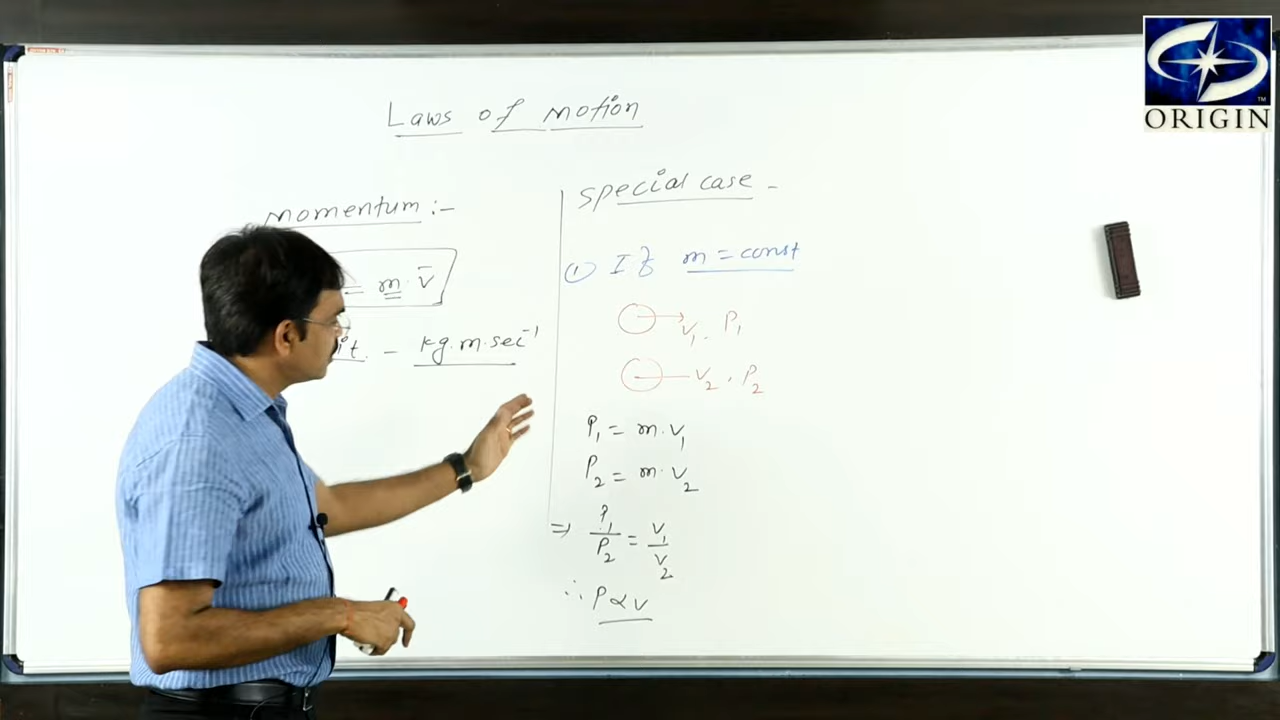 ORIGIN
Laws of motion
momentum :-
= m · v̄
it. - kg.m.sec⁻¹
special case -
① If m = const
v₁ . P₁
v₂ . P₂
P₁ = m · v₁
P₂ = m · v₂
⇒ P₁/P₂ = v₁/v₂
∴ P ∝ v